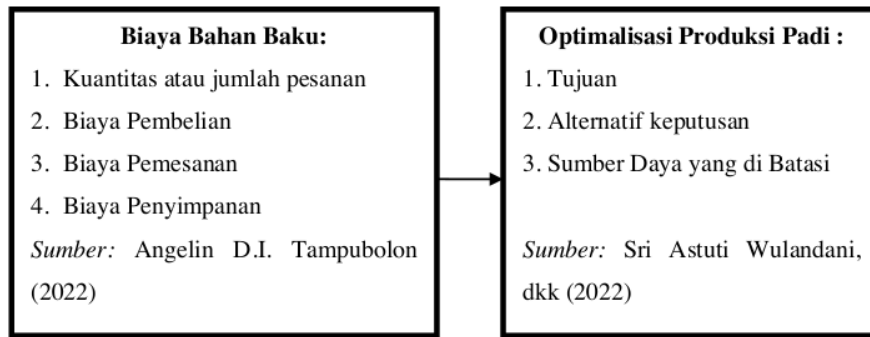 Biaya Bahan Baku:
1. Kuantitas atau jumlah pesanan
2. Biaya Pembelian
3. Biaya Pemesanan
4. Biaya Penyimpanan
Sumber: Angelin D.I. Tampubolon
(2022)
Optimalisasi Produksi Padi :
1. Tujuan
2. Alternatif keputusan
3. Sumber Daya yang di Batasi
Sumber: Sri Astuti Wulandani,
dkk (2022)